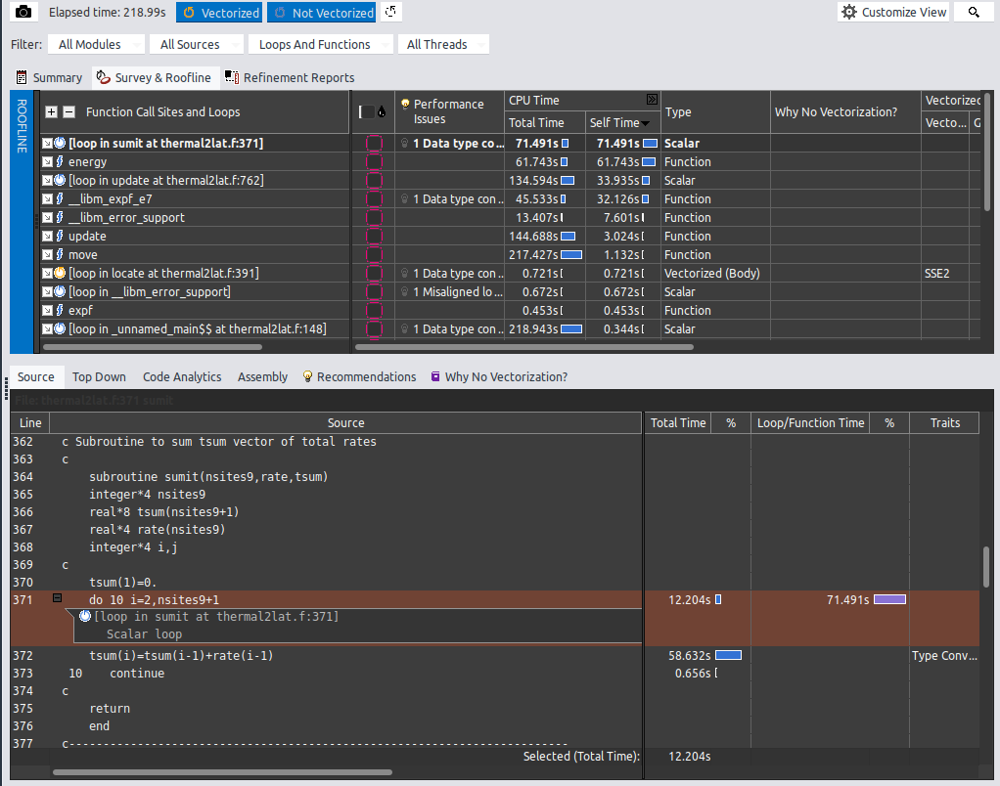 Elapsed time: 218.99s Vectorized Not Vectorized Customize View
Filter: All Modules All Sources Loops And Functions All Threads
Summary Survey & Roofline Refinement Reports
ROOFLINE
Function Call Sites and Loops Performance Issues CPU Time Type Why No Vectorization? Vectorized
Total Time Self Time Vecto... G
[loop in sumit at thermal2lat.f:371] 1 Data type co ... 71.491s 71.491s Scalar
energy 61.743s 61.743s Function
[loop in update at thermal2lat.f:762] 134.594s 33.935s Scalar
__libm_expf_e7 1 Data type con .. 45.533s 32.126s Function
__libm_error_support 13.407s 7.601s Function
update 144.688s 3.024s Function
move 217.427s 1.132s Function
[loop in locate at thermal2lat.f:391] 1 Data type con .. 0.721s 0.721s Vectorized (Body) SSE2
[loop in __libm_error_support] 1 Misaligned lo ... 0.672s 0.672s Scalar
expf 0.453s 0.453s Function
[loop in _unnamed_main$$ at thermal2lat.f:148] 1 Data type con .. 218.943s 0.344s Scalar
Source Top Down Code Analytics Assembly Recommendations Why No Vectorization?
File: thermal2lat.f:371 sumit
Line Source Total Time % Loop/Function Time % Traits
362 c Subroutine to sum tsum vector of total rates
363 c
364 subroutine sumit(nsites9,rate,tsum)
365 integer*4 nsites9
366 real*8 tsum(nsites9+1)
367 real*4 rate(nsites9)
368 integer*4 i,j
369 c
370 tsum(1)=0.
371 do 10 i=2,nsites9+1 12.204s 71.491s
[loop in sumit at thermal2lat.f:371]
Scalar loop
372 tsum(i)=tsum(i-1)+rate(i-1) 58.632s Type Conv...
373 10 continue 0.656s
374 c
375 return
376 end
377 c--------------------------------------------------------------------
Selected (Total Time): 12.204s